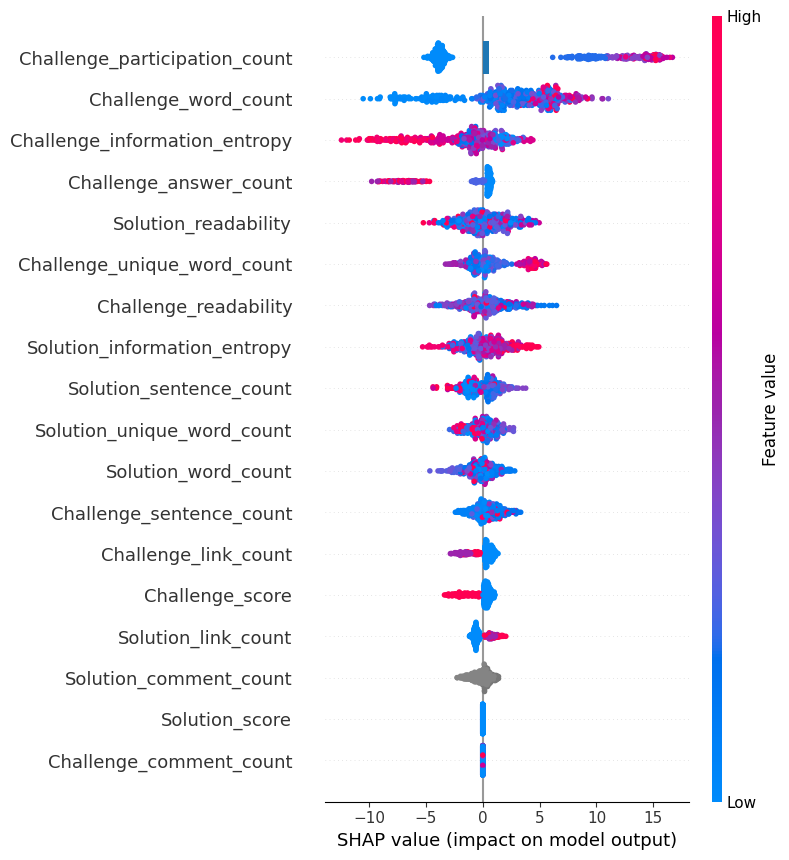 High
Challenge_participation_count
Challenge_word_count
Challenge_information_entropy
Challenge_answer_count
Solution_readability
Challenge_unique_word_count
Challenge_readability
Solution_information_entropy
Solution_sentence_count
Solution_unique_word_count
Solution_word_count
Challenge_sentence_count
Challenge_link_count
Challenge_score
Solution_link_count
Solution_comment_count
Solution_score
Challenge_comment_count
Feature value
Low
−10 −5 0 5 10 15
SHAP value (impact on model output)